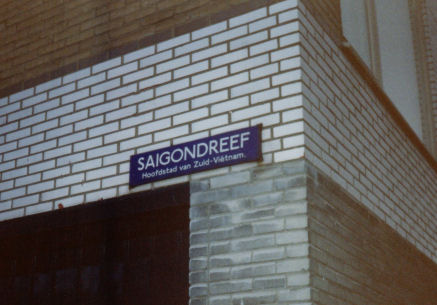 SAIGONDREEF
Hoofdstad van Zuid-Viëtnam.